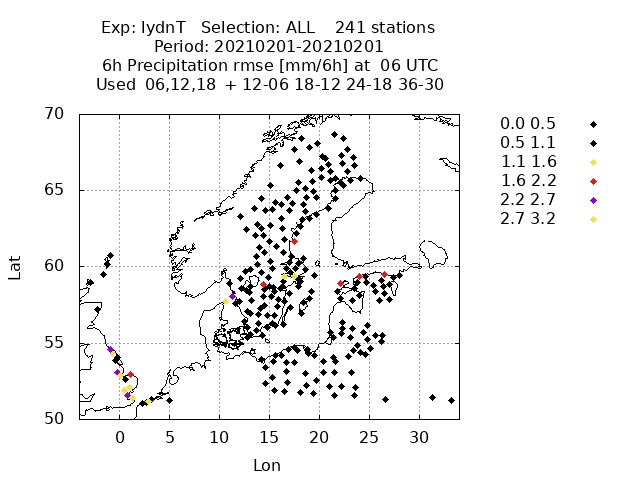 Exp: IydnT Selection: ALL 241 stations
Period: 20210201-20210201
6h Precipitation rmse [mm/6h] at 06 UTC
Used 06,12,18 + 12-06 18-12 24-18 36-30
70
65
60
55
50
0 5 10 15 20 25 30
Lat
Lon
0.0 0.5
0.5 1.1
1.1 1.6
1.6 2.2
2.2 2.7
2.7 3.2